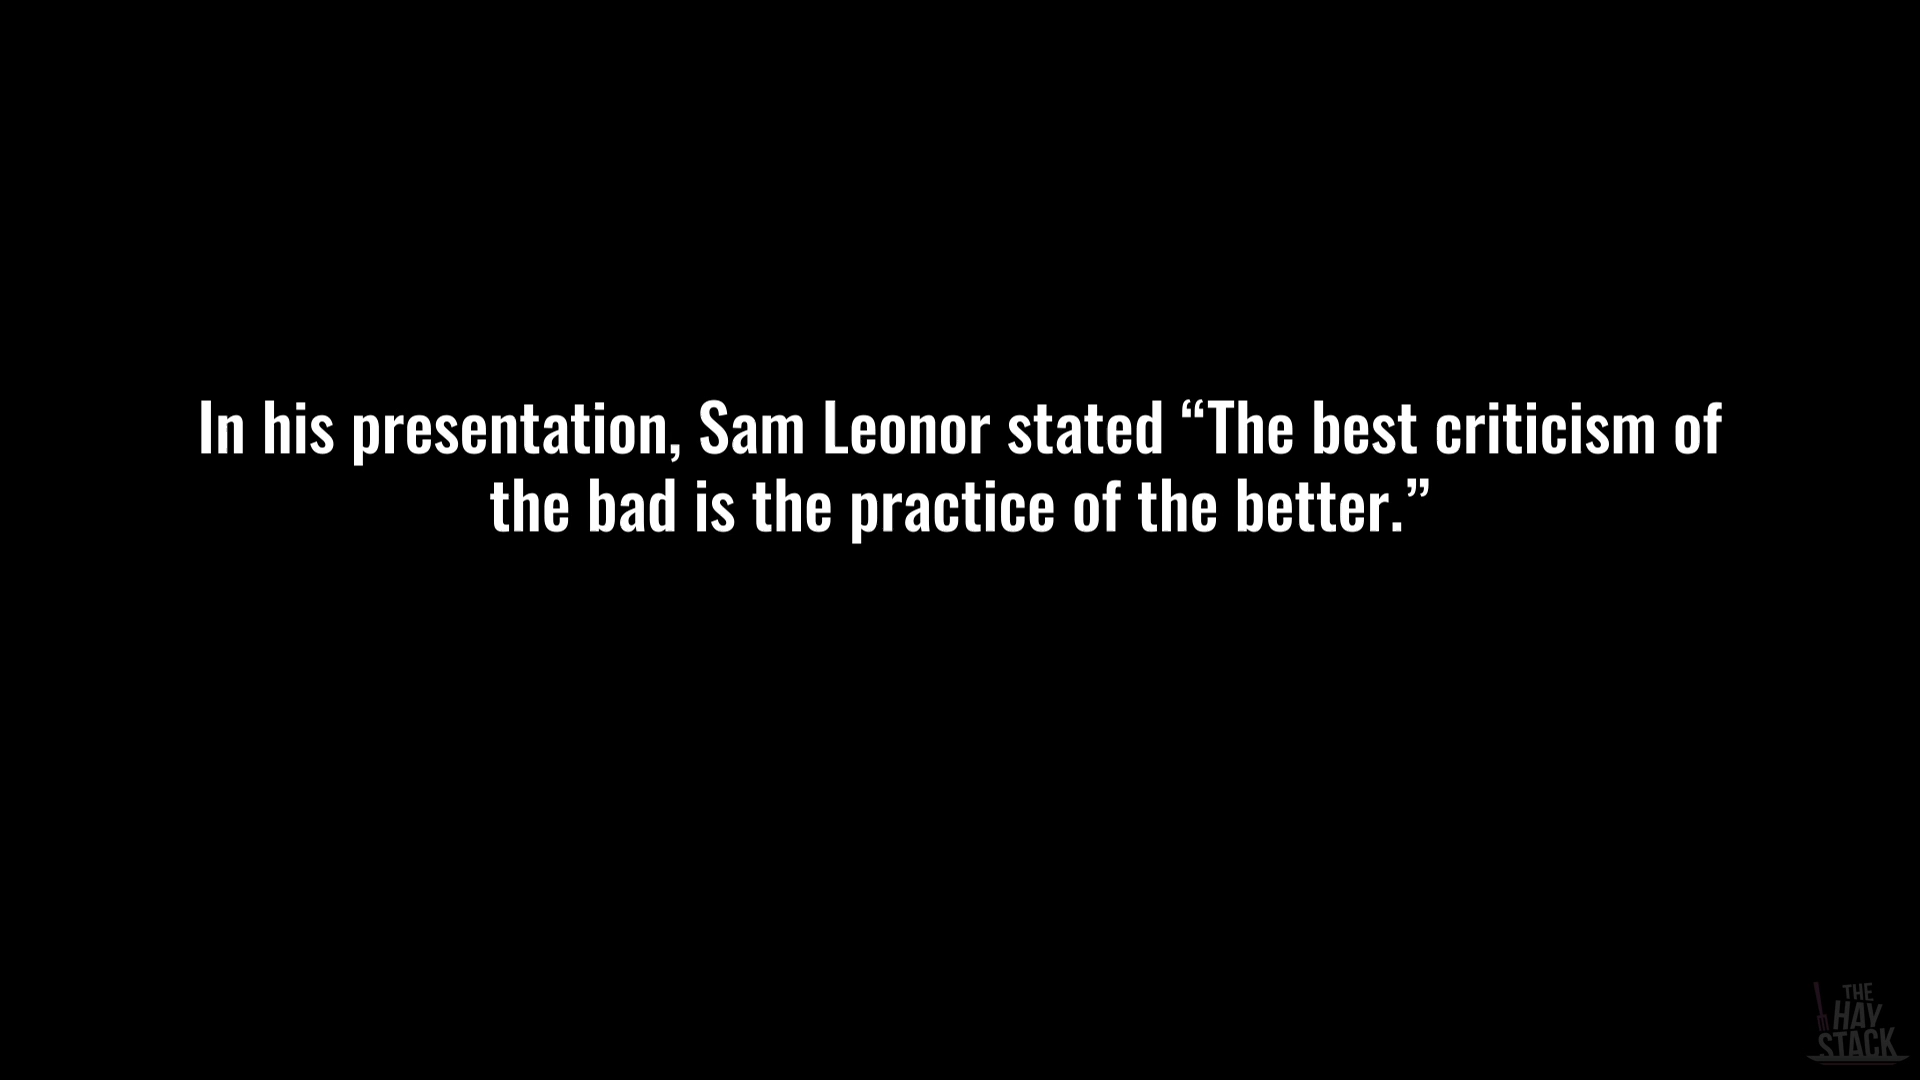 In his presentation, Sam Leonor stated “The best criticism of
the bad is the practice of the better.”
THE
HAY
STACK